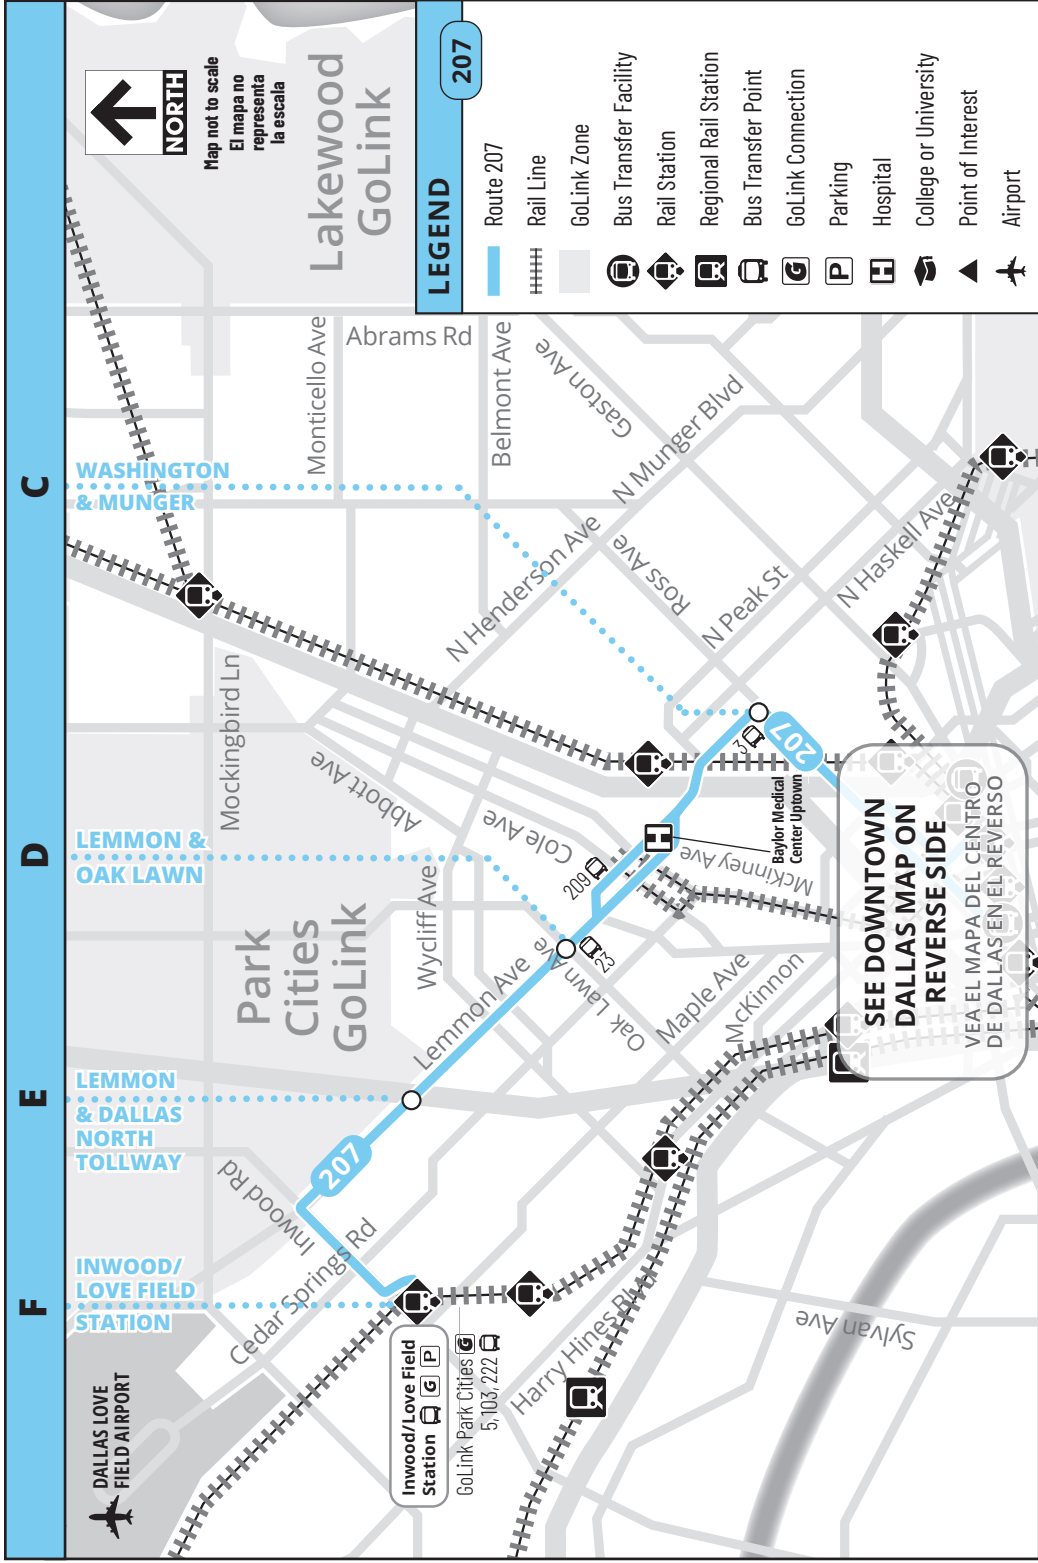 F
E
D
C
INWOOD/
LOVE FIELD
STATION
LEMMON
& DALLAS
NORTH
TOLLWAY
LEMMON &
OAK LAWN
WASHINGTON
& MUNGER
NORTH
Map not to scale
El mapa no
representa
la escala
DALLAS LOVE
FIELD AIRPORT
Park
Cities
GoLink
Lakewood
GoLink
Mockingbird Ln
Monticello Ave
Abrams Rd
Belmont Ave
Gaston Ave
N Munger Blvd
N Henderson Ave
Ross Ave
N Peak St
N Haskell Ave
Abbott Ave
Cole Ave
McKinney Ave
Wycliff Ave
Lemmon Ave
Oak Lawn Ave
Maple Ave
McKinnon
Inwood Rd
Cedar Springs Rd
Harry Hines Blvd
Sylvan Ave
207
207
209
23
3
Baylor Medical
Center Uptown
Inwood/Love Field
Station G P
GoLink Park Cities G
5, 103, 222
H
SEE DOWNTOWN
DALLAS MAP ON
REVERSE SIDE
VEA EL MAPA DEL CENTRO
DE DALLAS EN EL REVERSO
LEGEND
207
Route 207
Rail Line
GoLink Zone
Bus Transfer Facility
Rail Station
Regional Rail Station
Bus Transfer Point
G GoLink Connection
P Parking
H Hospital
College or University
Point of Interest
Airport